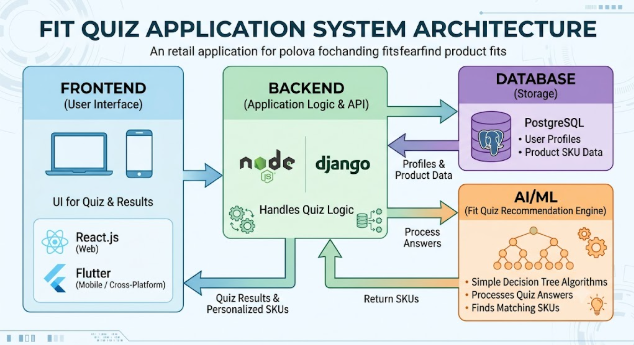 FIT QUIZ APPLICATION SYSTEM ARCHITECTURE
An retail application for polova fochanding fitsfearfind product fits
FRONTEND
(User Interface)
UI for Quiz & Results
React.js
(Web)
Flutter
(Mobile / Cross-Platform)
BACKEND
(Application Logic & API)
node
JS
django
Handles Quiz Logic
DATABASE
(Storage)
PostgreSQL
• User Profiles
• Product SKU Data
Profiles &
Product Data
AI/ML
(Fit Quiz Recommendation Engine)
• Simple Decision Tree Algorithms
• Processes Quiz Answers
• Finds Matching SKUs
Process
Answers
Quiz Results &
Personalized SKUs
Return SKUs